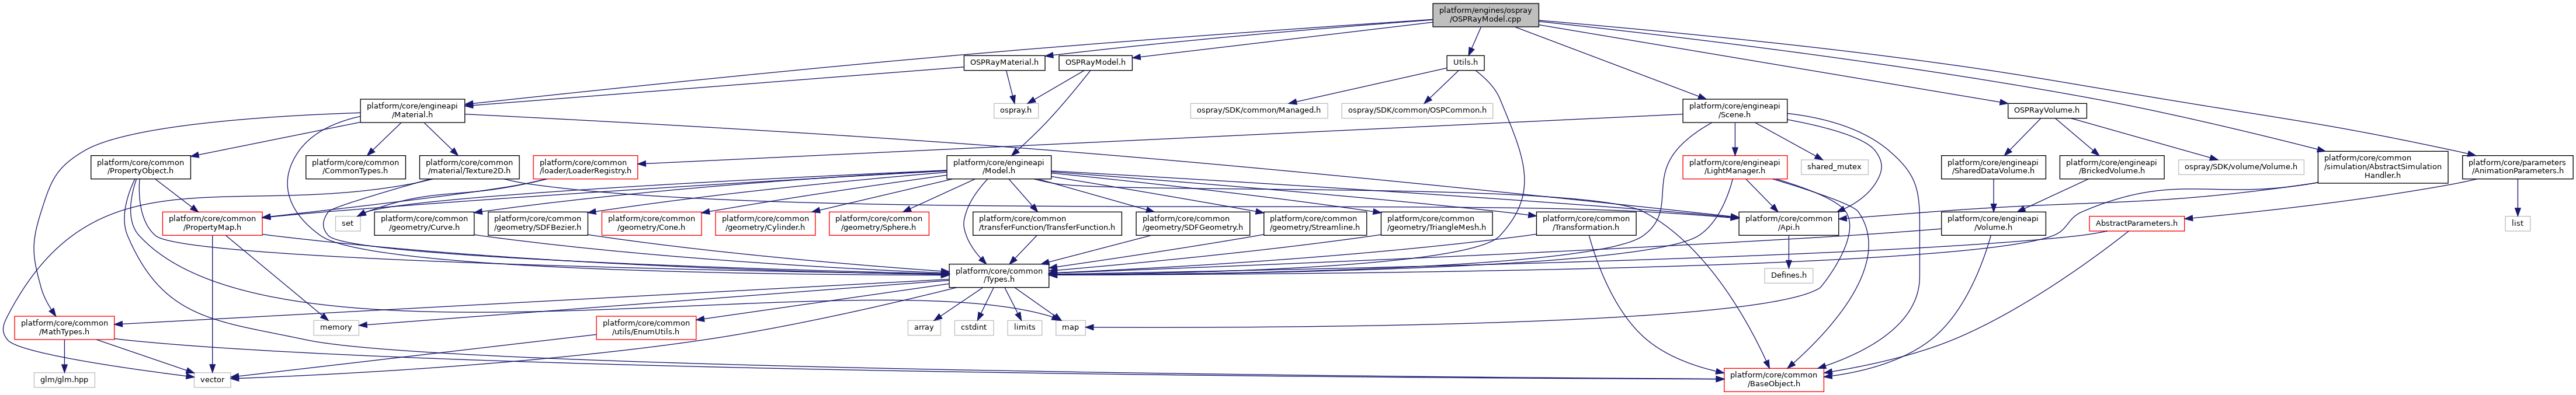 platform/engines/ospray
/OSPRayModel.cpp
OSPRayMaterial.h
OSPRayModel.h
Utils.h
platform/core/engineapi
/Material.h
ospray.h
ospray/SDK/common/Managed.h
ospray/SDK/common/OSPCommon.h
platform/core/engineapi
/Scene.h
OSPRayVolume.h
platform/core/common
/PropertyObject.h
platform/core/common
/CommonTypes.h
platform/core/common
/material/Texture2D.h
platform/core/common
/loader/LoaderRegistry.h
platform/core/engineapi
/Model.h
platform/core/engineapi
/LightManager.h
shared_mutex
platform/core/engineapi
/SharedDataVolume.h
platform/core/engineapi
/BrickedVolume.h
ospray/SDK/volume/Volume.h
platform/core/common
/simulation/AbstractSimulation
Handler.h
platform/core/parameters
/AnimationParameters.h
platform/core/common
/PropertyMap.h
set
platform/core/common
/geometry/Curve.h
platform/core/common
/geometry/SDFBezier.h
platform/core/common
/geometry/Cone.h
platform/core/common
/geometry/Cylinder.h
platform/core/common
/geometry/Sphere.h
platform/core/common
/transferFunction/TransferFunction.h
platform/core/common
/geometry/SDFGeometry.h
platform/core/common
/geometry/Streamline.h
platform/core/common
/geometry/TriangleMesh.h
platform/core/common
/Transformation.h
platform/core/common
/Api.h
platform/core/engineapi
/Volume.h
AbstractParameters.h
list
platform/core/common
/Types.h
Defines.h
platform/core/common
/MathTypes.h
memory
platform/core/common
/utils/EnumUtils.h
array
cstdint
limits
map
glm/glm.hpp
vector
platform/core/common
/BaseObject.h